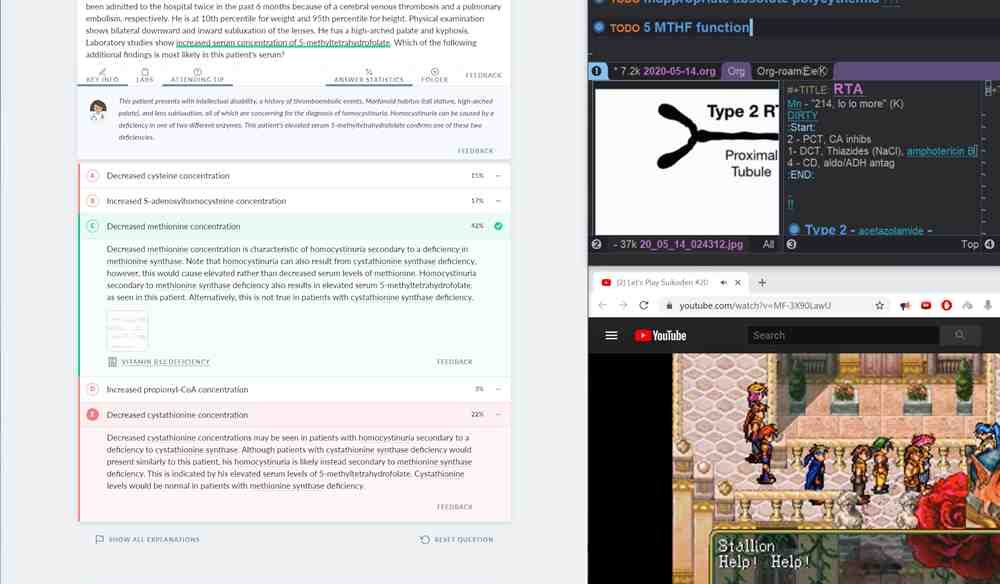 been admitted to the hospital twice in the past 6 months because of a cerebral venous thrombosis and a pulmonary
embolism, respectively. He is at 10th percentile for weight and 95th percentile for height. Physical examination
shows bilateral downward and inward subluxation of the lenses. He has a high-arched palate and kyphosis.
Laboratory studies show increased serum concentration of 5-methyltetrahydrofolate. Which of the following
additional findings is most likely in this patient's serum?
KEY INFO
LABS
ATTENDING TIP
ANSWER STATISTICS
FOLDER
FEEDBACK
This patient presents with intellectual disability, a history of thromboembolic events, Marfanoid habitus (tall stature, high-arched
palate), and lens subluxation, all of which are concerning for the diagnosis of homocystinuria. Homocystinuria can be caused by a
deficiency in one of two different enzymes. This patient's elevated serum 5-methyltetrahydrofolate confirms one of these two
deficiencies.
FEEDBACK
A Decreased cysteine concentration 15%
B Increased S-adenosylhomocysteine concentration 17%
C Decreased methionine concentration 42%
Decreased methionine concentration is characteristic of homocystinuria secondary to a deficiency in
methionine synthase. Note that homocystinuria can also result from cystathionine synthase deficiency,
however, this would cause elevated rather than decreased serum levels of methionine. Homocystinuria
secondary to methionine synthase deficiency also results in elevated serum 5-methyltetrahydrofolate,
as seen in this patient. Alternatively, this is not true in patients with cystathionine synthase deficiency.
VITAMIN B12 DEFICIENCY
FEEDBACK
D Increased propionyl-CoA concentration 3%
E Decreased cystathionine concentration 22%
Decreased cystathionine concentrations may be seen in patients with homocystinuria secondary to a
deficiency to cystathionine synthase. Although patients with cystathionine synthase deficiency would
present similarly to this patient, his homocystinuria is likely instead secondary to methionine synthase
deficiency. This is indicated by his elevated serum levels of 5-methyltetrahydrofolate. Cystathionine
levels would be normal in patients with methionine synthase deficiency.
FEEDBACK
SHOW ALL EXPLANATIONS
RESET QUESTION
TODO inappropriate absolute polycythemia
TODO 5 MTHF function
1 * 7.2k 2020-05-14.org Org Org-roam
Type 2 RT
Proximal
Tubule
#+TITLE: RTA
Mn - "214, lo lo more" (K)
DIRTY
:Start:
2 - PCT, CA inhibs
1- DCT, Thiazides (NaCl), amphotericin B
4 - CD, aldo/ADH antag
:END:
!!
Type 2 - acetazolamide -
2 - 37k 20_05_14_024312.jpg All 3 Top 4
(2) Let's Play Suikoden #20
youtube.com/watch?v=MF-3X90LawU
YouTube
Search
Stallion
Help! Help!